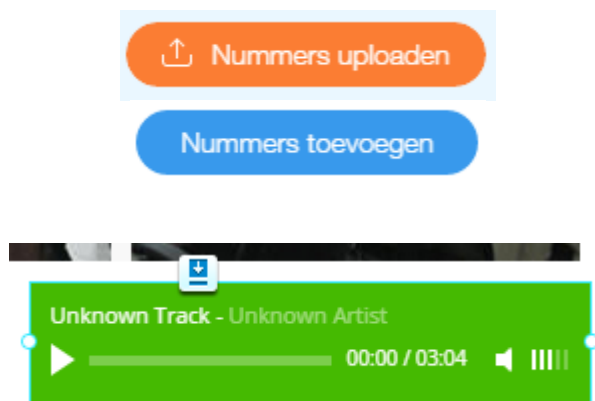 Nummers uploaden
Nummers toevoegen
Unknown Track - Unknown Artist
00:00 / 03:04